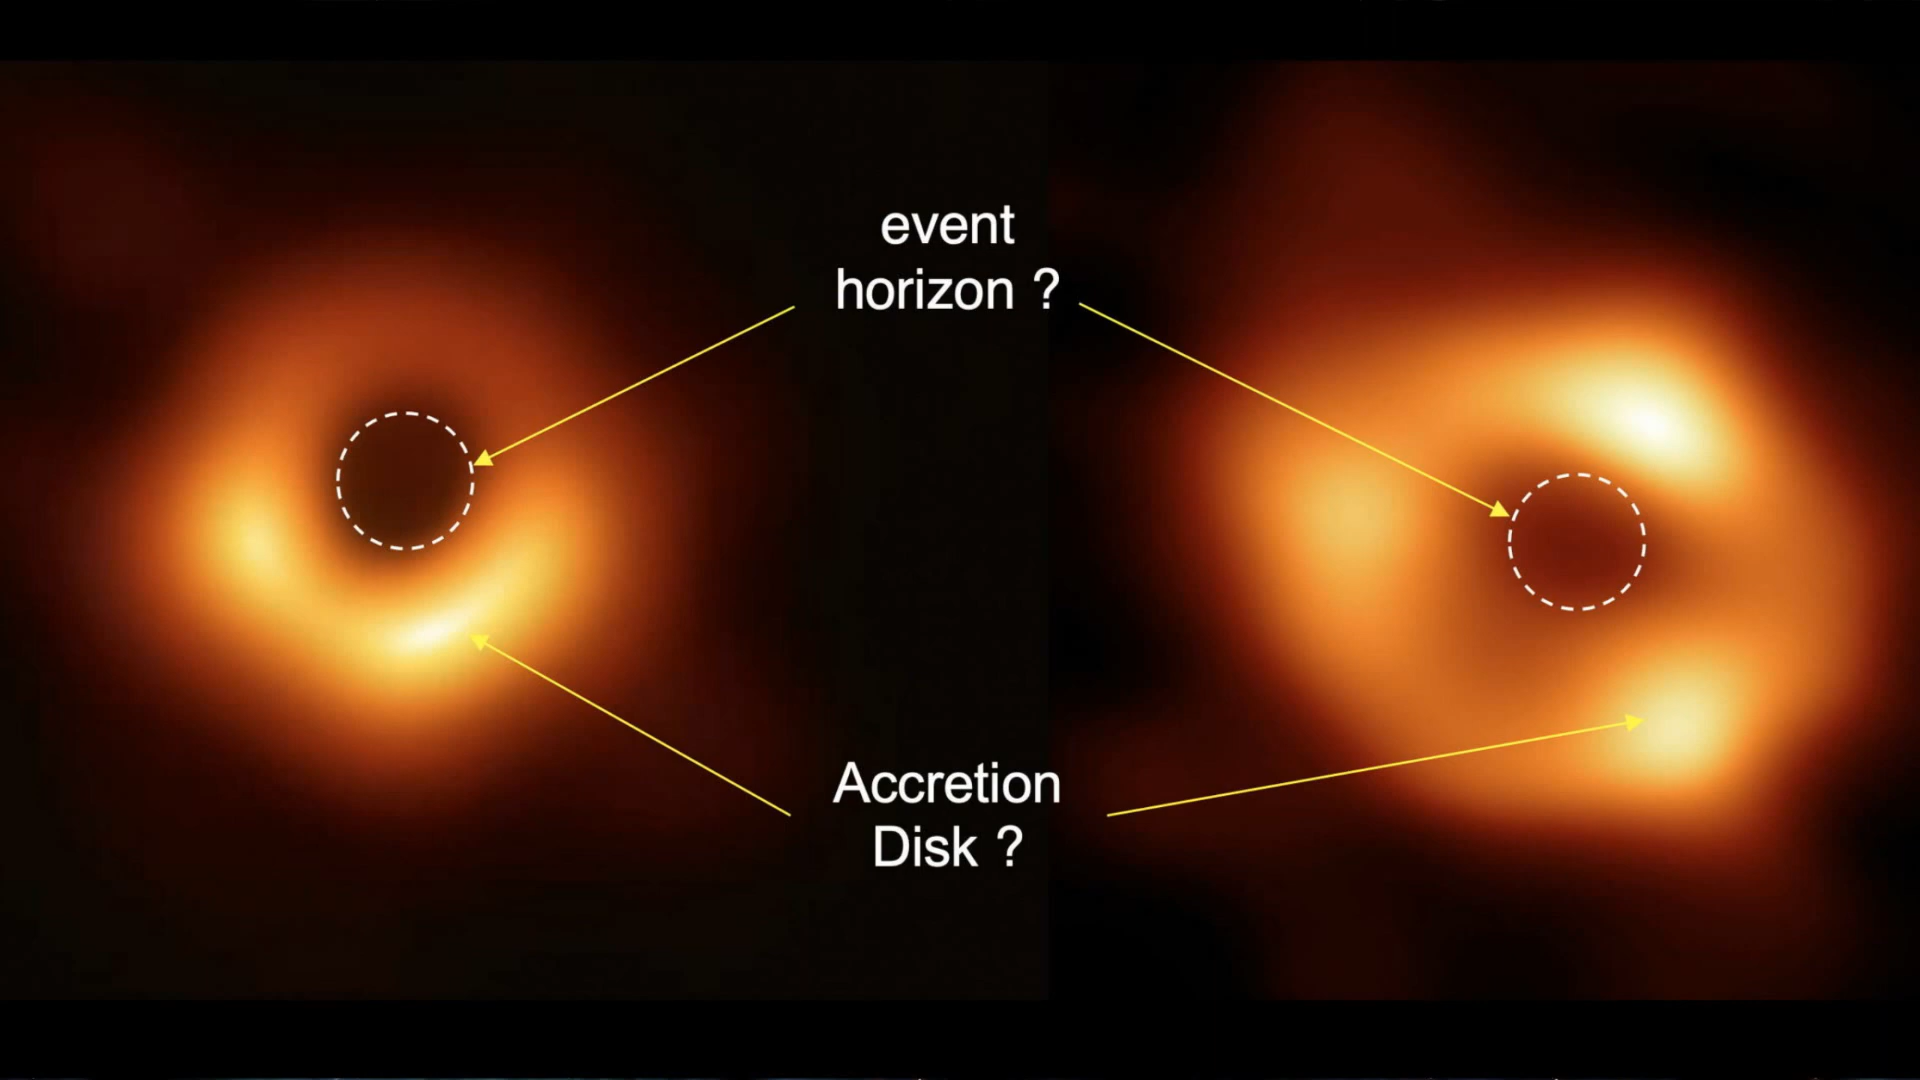 event
horizon ?
Accretion
Disk ?